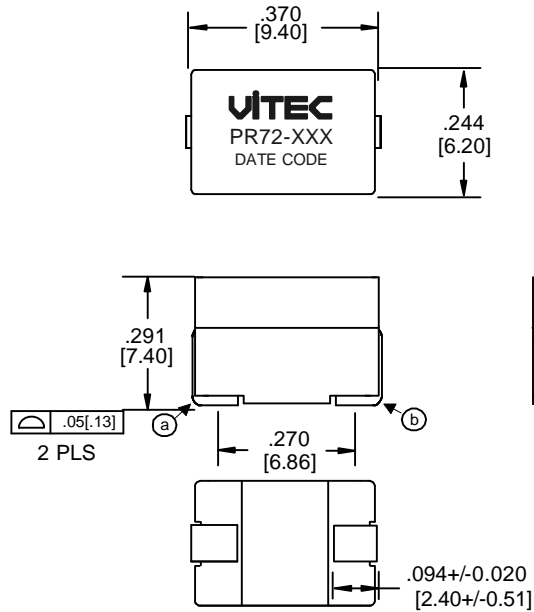 .370
[9.40]
VITEC
PR72-XXX
DATE CODE
.244
[6.20]
.291
[7.40]
.05[.13]
2 PLS
a
b
.270
[6.86]
.094+/-0.020
[2.40+/-0.51]